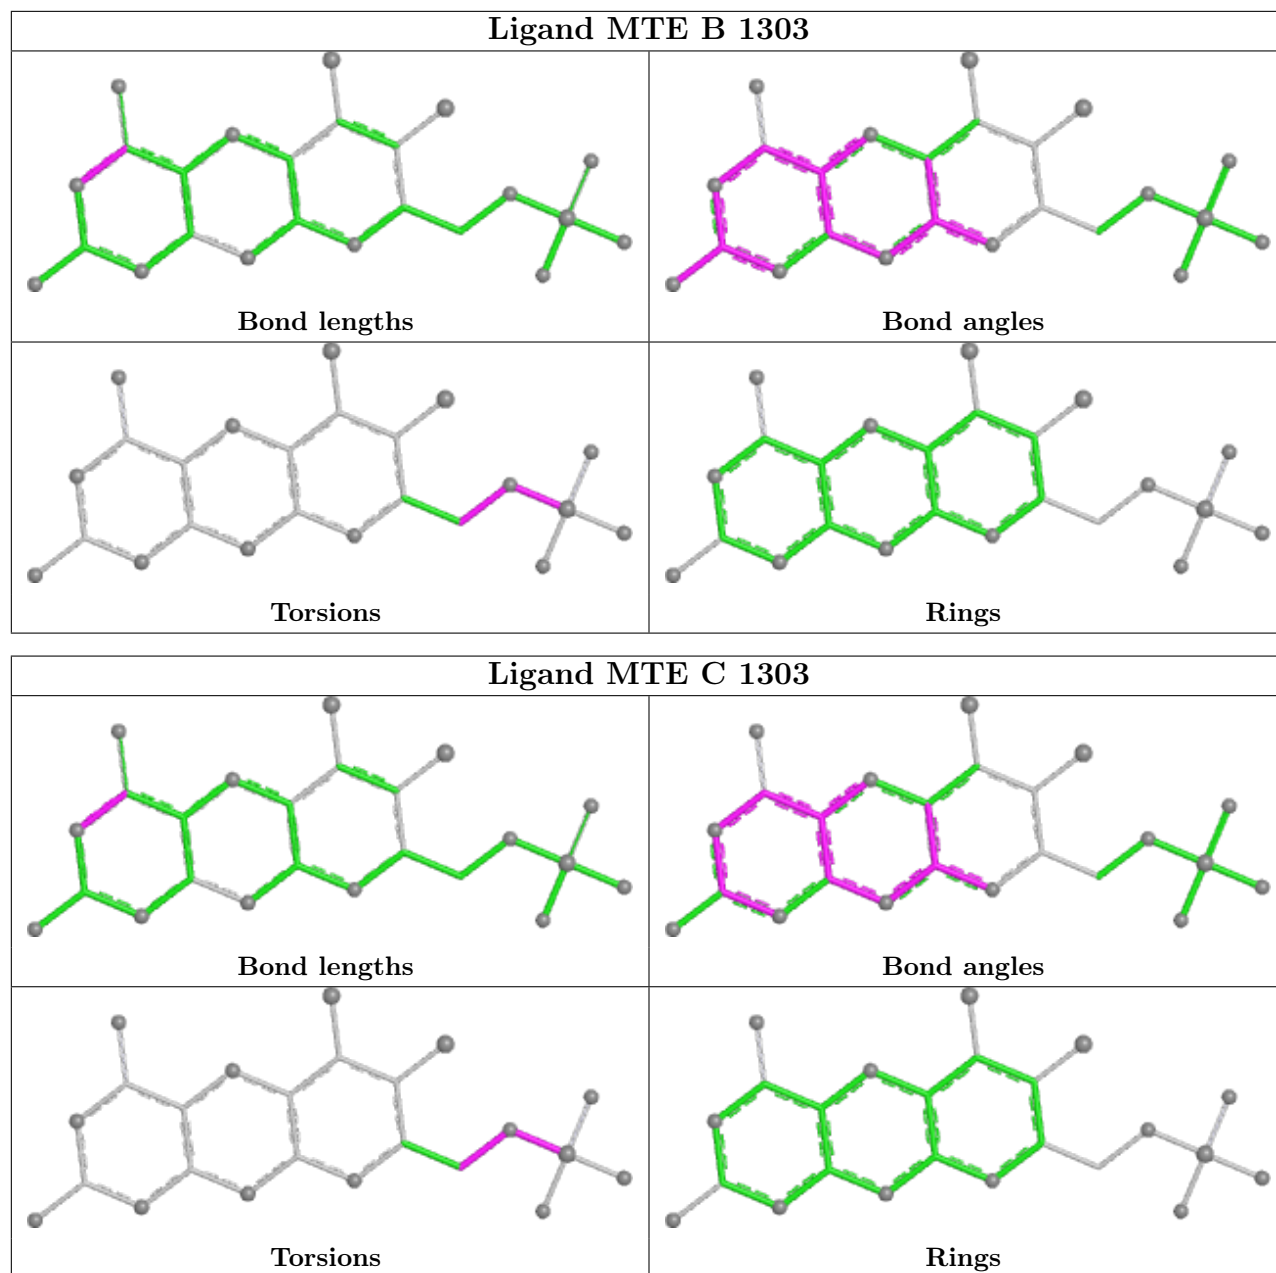 Ligand MTE B 1303
Bond lengths
Bond angles
Torsions
Rings
Ligand MTE C 1303
Bond lengths
Bond angles
Torsions
Rings